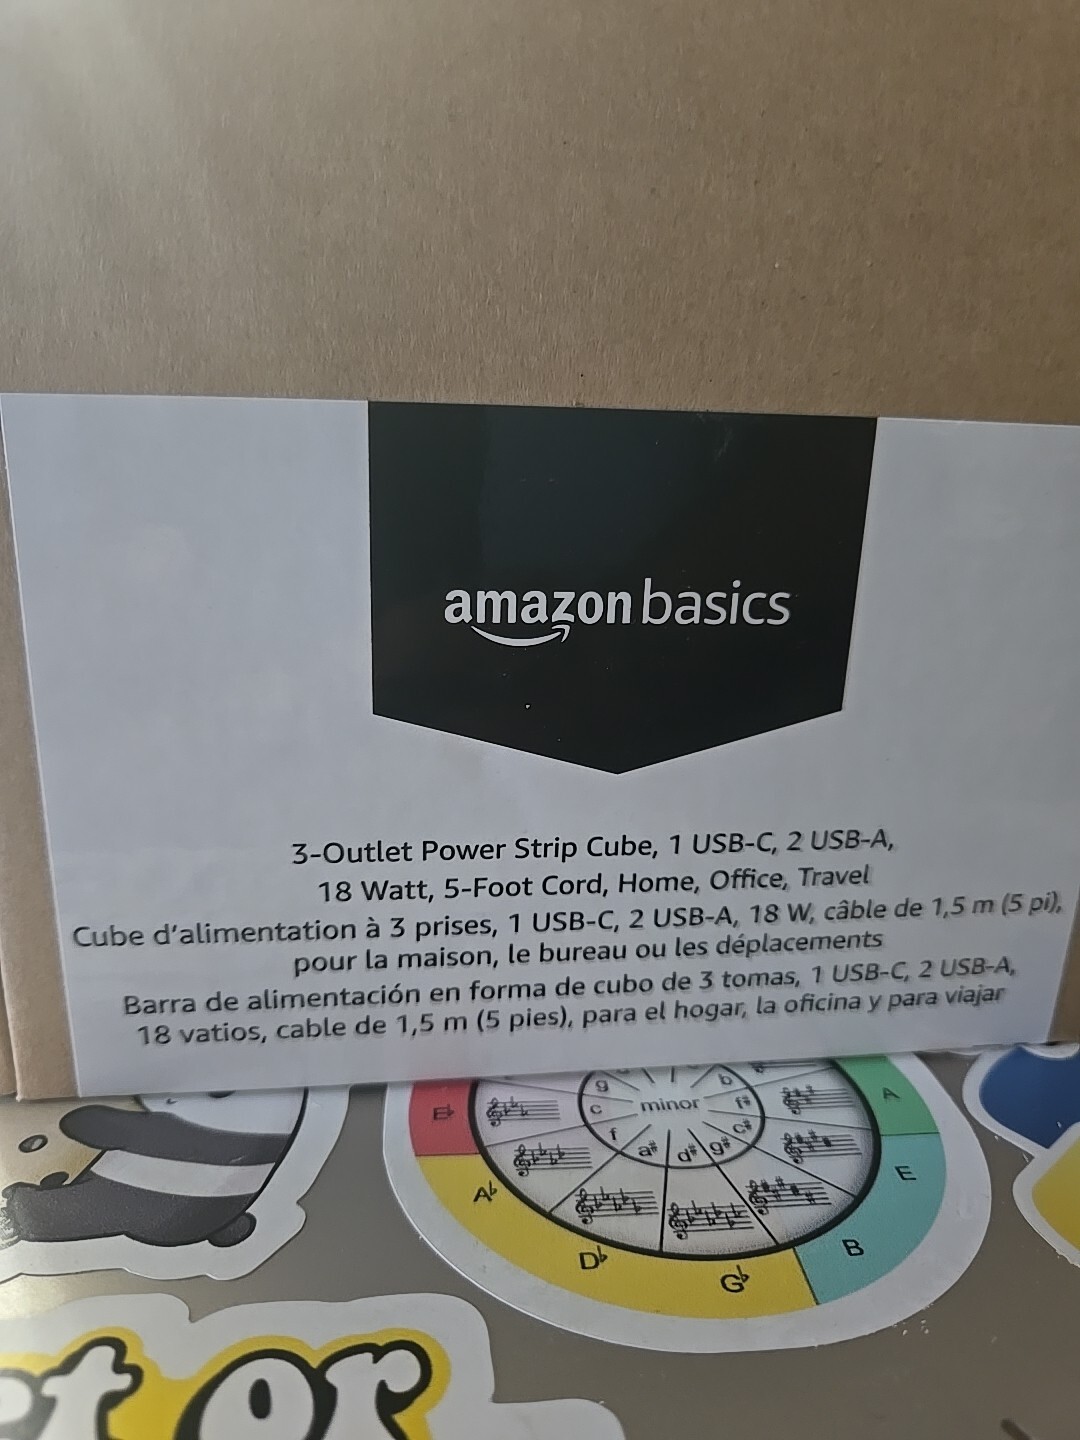 amazon basics
3-Outlet Power Strip Cube, 1 USB-C, 2 USB-A,
18 Watt, 5-Foot Cord, Home, Office, Travel
Cube d'alimentation à 3 prises, 1 USB-C, 2 USB-A, 18 W, câble de 1,5 m (5 pi),
pour la maison, le bureau ou les déplacements
Barra de alimentación en forma de cubo de 3 tomas, 1 USB-C, 2 USB-A,
18 vatios, cable de 1,5 m (5 pies), para el hogar, la oficina y para viajar
g
b
E♭
c
minor
f#
A
f
a#
d#
g#
c#
A♭
E
D♭
G♭
B
or